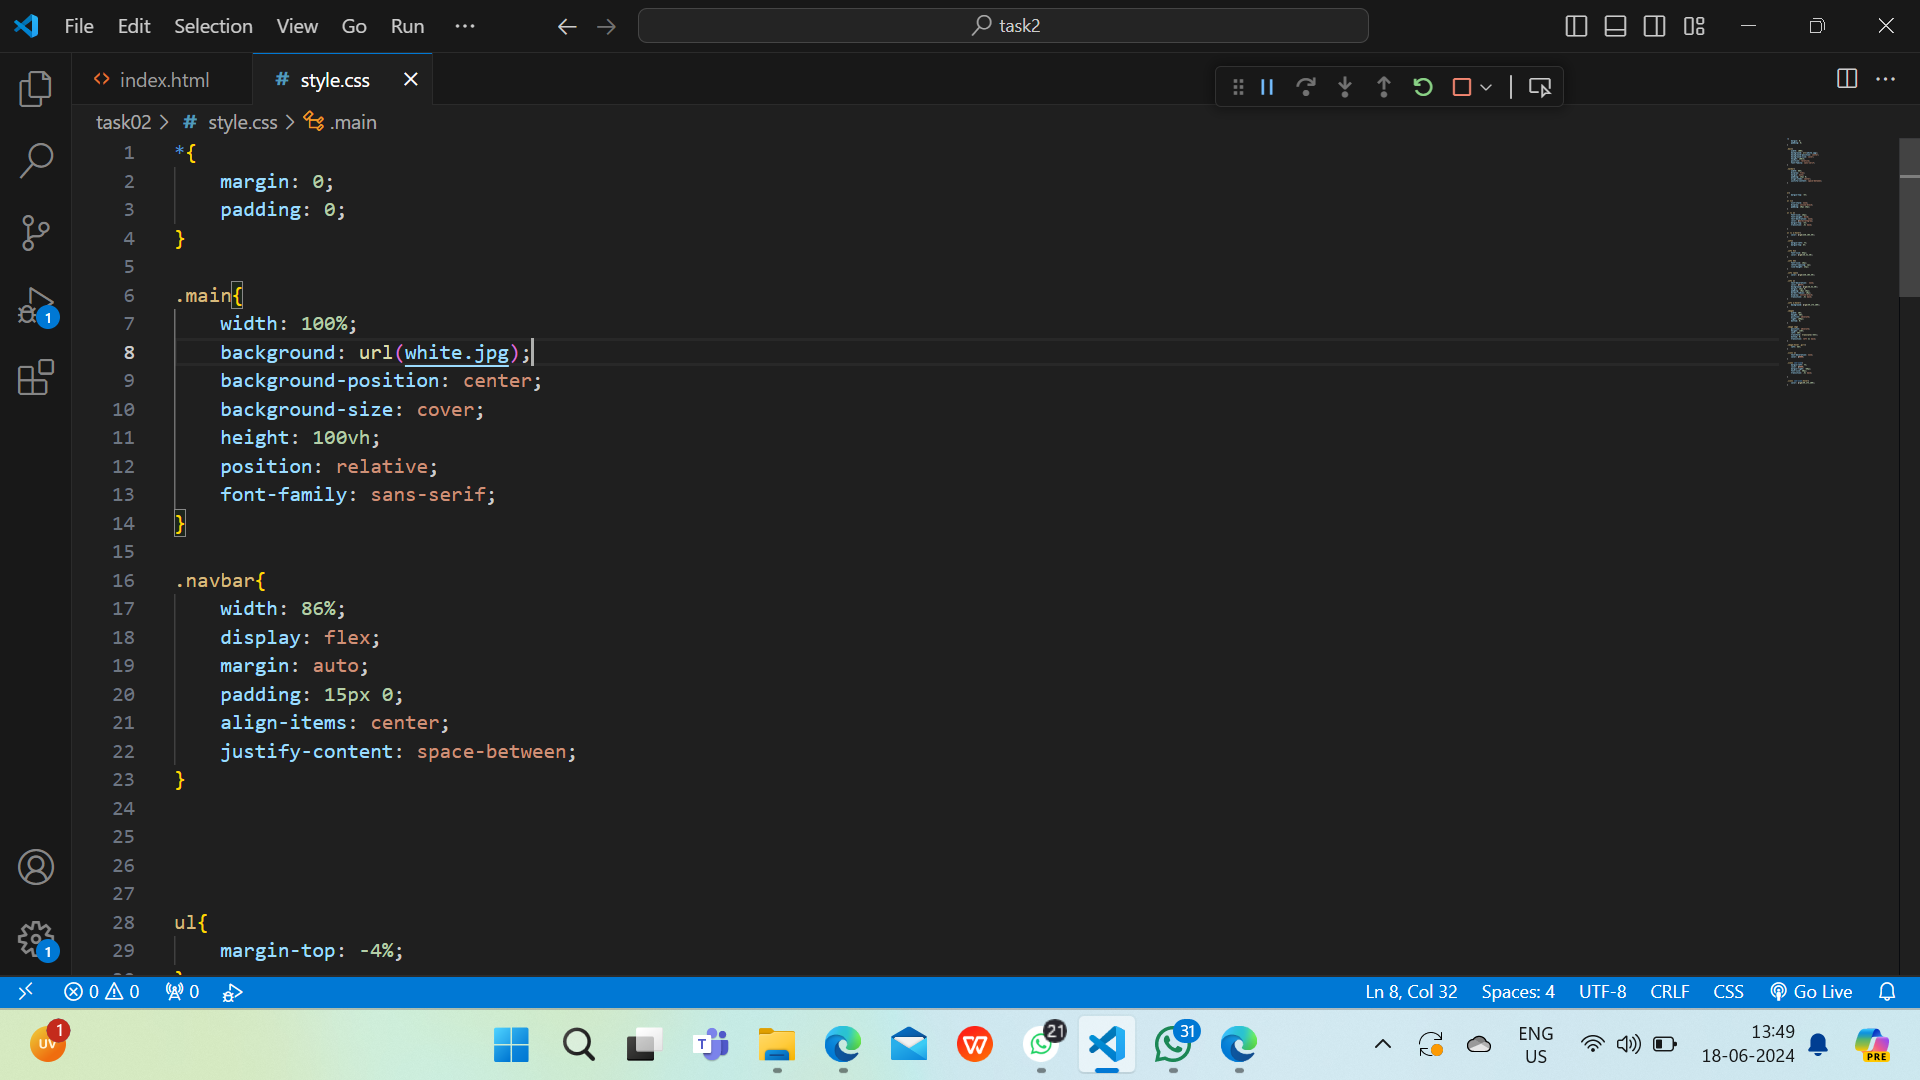 File Edit Selection View Go Run ··· task2
index.html # style.css
task02 > # style.css > .main
1 *{
2 margin: 0;
3 padding: 0;
4 }
5
6 .main{
7 width: 100%;
8 background: url(white.jpg);
9 background-position: center;
10 background-size: cover;
11 height: 100vh;
12 position: relative;
13 font-family: sans-serif;
14 }
15
16 .navbar{
17 width: 86%;
18 display: flex;
19 margin: auto;
20 padding: 15px 0;
21 align-items: center;
22 justify-content: space-between;
23 }
24
25
26
27
28 ul{
29 margin-top: -4%;
1
1
0 0 0 Ln 8, Col 32 Spaces: 4 UTF-8 CRLF CSS Go Live
UV 1 T W 21 31 ENG US 13:49 18-06-2024 PRE